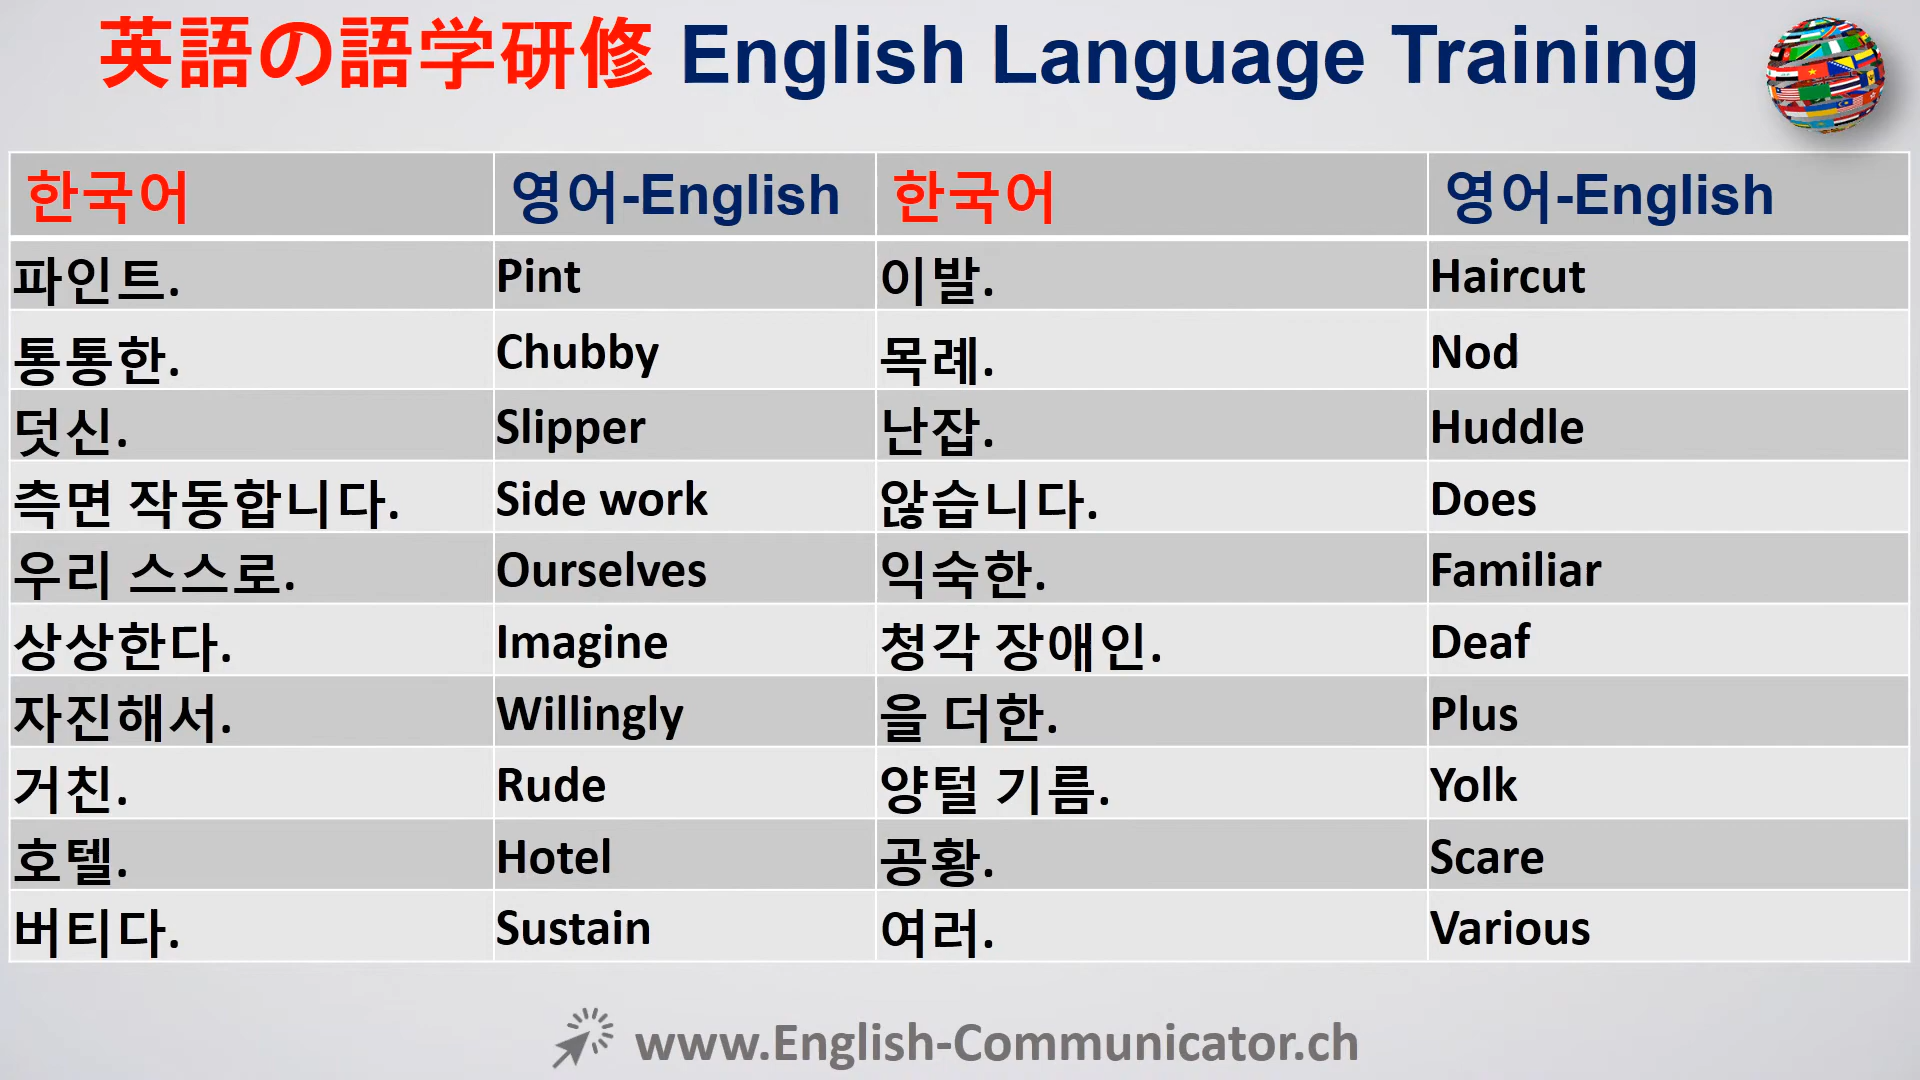 英語の語学研修 English Language Training
한국어 영어-English 한국어 영어-English
파인트. Pint 이발. Haircut
통통한. Chubby 목례. Nod
덧신. Slipper 난잡. Huddle
측면 작동합니다. Side work 않습니다. Does
우리 스스로. Ourselves 익숙한. Familiar
상상한다. Imagine 청각 장애인. Deaf
자진해서. Willingly 을 더한. Plus
거친. Rude 양털 기름. Yolk
호텔. Hotel 공황. Scare
버티다. Sustain 여러. Various
www.English-Communicator.ch